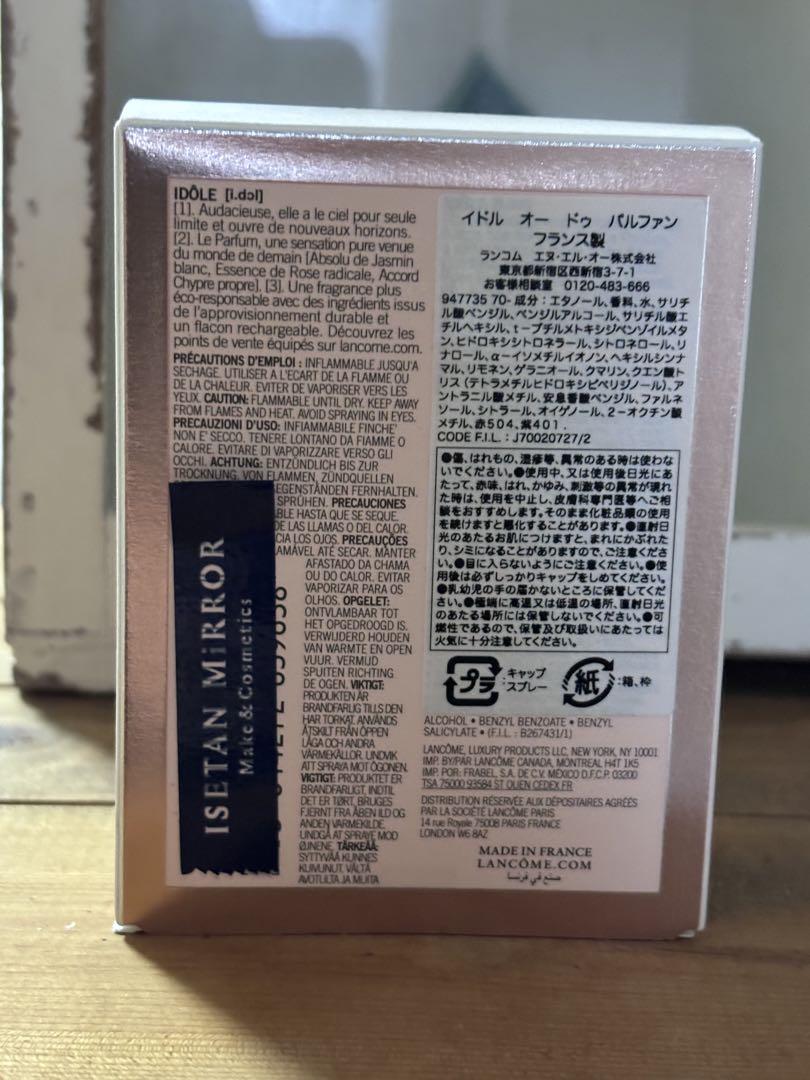 IDÔLE [i.dɔl]
[1]. Audacieuse, elle a le ciel pour seule
limite et ouvre de nouveaux horizons.
[2]. Le Parfum, une sensation pure venue
du monde de demain [Absolu de Jasmin
blanc, Essence de Rose radicale, Accord
Chypre propre]. [3]. Une fragrance plus
éco-responsable avec des ingrédients issus
de l'approvisionnement durable et
un flacon rechargeable. Découvrez les
points de vente équipés sur lancome.com.
PRÉCAUTIONS D'EMPLOI : INFLAMMABLE JUSQU'A
SECHAGE. UTILISER A L'ECART DE LA FLAMME OU
DE LA CHALEUR. EVITER DE VAPORISER VERS LES
YEUX. CAUTION: FLAMMABLE UNTIL DRY. KEEP AWAY
FROM FLAMES AND HEAT. AVOID SPRAYING IN EYES.
PRECAUZIONI D'USO: INFIAMMABILE FINCHE'
NON E' SECCO. TENERE LONTANO DA FIAMME O
CALORE. EVITARE DI VAPORIZZARE VERSO GLI
OCCHI. ACHTUNG: ENTZÜNDLICH BIS ZUR
TROCKNUNG. VON FLAMMEN, ZÜNDQUELLEN
EGENSTÄNDEN FERNHALTEN.
SPRÜHEN. PRECAUCIONES
BLE HASTA QUE SE SEQUE.
DE LAS LLAMAS O DEL CALOR.
CIA LOS OJOS. PRECAUÇÕES
AMÁVEL ATÉ SECAR. MANTER
AFASTADO DA CHAMA
OU DO CALOR. EVITAR
VAPORIZAR PARA OS
OLHOS. OPGELET:
ONTVLAMBAAR TOT
HET OPGEDROOGD IS.
VERWIJDERD HOUDEN
VAN WARMTE EN OPEN
VUUR. VERMIJD
SPUITEN RICHTING
DE OGEN. VIKTIGT:
PRODUKTEN ÄR
BRANDFARLIG TILLS DEN
HAR TORKAT. ANVÄNDS
ÅTSKILT FRÅN ÖPPEN
LÅGA OCH ANDRA
VÄRMEKÄLLOR. UNDVIK
ATT SPRAYA MOT ÖGONEN.
VIGTIGT: PRODUKTET ER
BRANDFARLIGT, INDTIL
DET ER TØRT. BRUGES
FJERNT FRA ÅBEN ILD OG
ANDEN VARMEKILDE.
UNDGÅ AT SPRAYE MOD
ØJNENE. TÄRKEÄÄ:
SYTTYVÄÄ KUNNES
KUIVUNUT. VÄLTÄ
AVOTULTA JA MUITA
ISETAN MiRROR
Make & Cosmetics
イドル オー ドゥ パルファン
フランス製
ランコム エヌ・エル・オー株式会社
東京都新宿区西新宿3-7-1
お客様相談室 0120-483-666
947735 70- 成分：エタノール、香料、水、サリチ
ル酸ベンジル、ベンジルアルコール、サリチル酸エ
チルヘキシル、t-ブチルメトキシジベンゾイルメタ
ン、ヒドロキシシトロネラール、シトロネロール、リ
ナロール、α-イソメチルイオノン、ヘキシルシンナ
マル、リモネン、ゲラニオール、クマリン、クエン酸ト
リス（テトラメチルヒドロキシピペリジノール）、ア
ントラニル酸メチル、安息香酸ベンジル、ファルネ
ソール、シトラール、オイゲノール、2-オクチン酸
メチル、赤504、紫401.
CODE F.I.L. : J70020727/2
●傷、はれもの、湿疹等、異常のある時は使わな
いでください。●使用中、又は使用後日光にあ
たって、赤味、はれ、かゆみ、刺激等の異常が現れ
た時は、使用を中止し、皮膚科専門医等へご相
談をおすすめします。そのまま化粧品類の使用
を続けますと悪化することがあります。●直射日
光のあたるお肌につけますと、まれにかぶれた
り、シミになることがありますので、ご注意くださ
い。●目に入らないようにご注意ください。●使
用後は必ずしっかりキャップをしめてください。
●乳幼児の手の届かないところに保管してくだ
さい。●極端に高温又は低温の場所、直射日光
のあたる場所には保管しないでください。●可
燃性であるので、保管及び取扱いにあたっては
火気に十分注意してください。
プラ :キャップ
スプレー
紙 :箱、枠
ALCOHOL • BENZYL BENZOATE • BENZYL
SALICYLATE • (F.I.L. : B267431/1)
LANCÔME, LUXURY PRODUCTS LLC, NEW YORK, NY 10001
IMP. BY/PAR LANCÔME CANADA, MONTREAL H4T 1K5
IMP. POR: FRABEL, S.A. DE C.V. MÉXICO D.F.C.P. 03200
TSA 75000 93584 ST OUEN CEDEX FR
DISTRIBUTION RÉSERVÉE AUX DÉPOSITAIRES AGRÉÉS
PAR LA SOCIÉTÉ LANCÔME PARIS
14 rue Royale 75008 PARIS FRANCE
LONDON W6 8AZ
MADE IN FRANCE
LANCÔME.COM
صنع في فرنسا